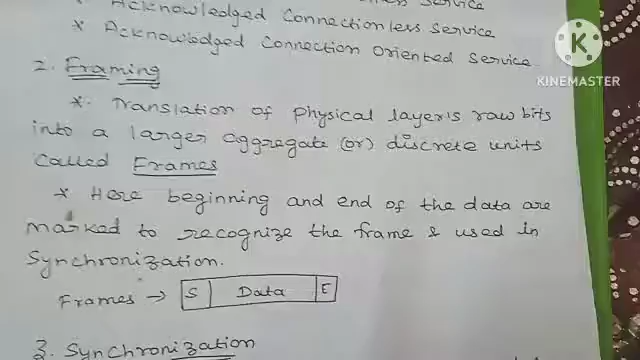 Service
* Acknowledged Connectionless Service
* Acknowledged Connection Oriented Service
2. Framing
* Translation of physical layer's raw bits
into a larger aggregate (or) discrete units
called Frames
* Here beginning and end of the data are
marked to recognize the frame & used in
Synchronization.
Frames → S Data E
3. Synchronization
KINEMASTER